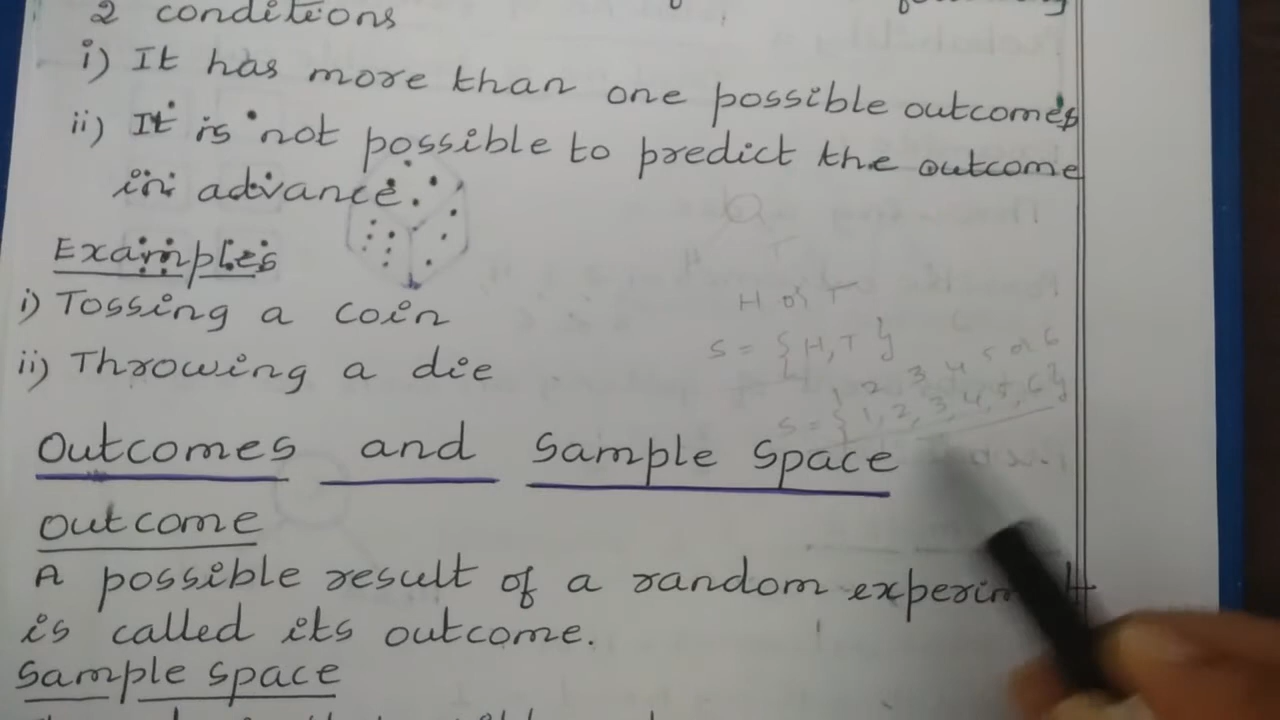 2 conditions
i) It has more than one possible outcomes
ii) It is not possible to predict the outcome
in advance.
Examples
i) Tossing a coin
ii) Throwing a die
H or T
S = {H, T}
1 2 3 4 5 or 6
S = {1, 2, 3, 4, 5, 6}
Outcomes and Sample Space
Outcome
A possible result of a random experim
is called its outcome.
Sample space